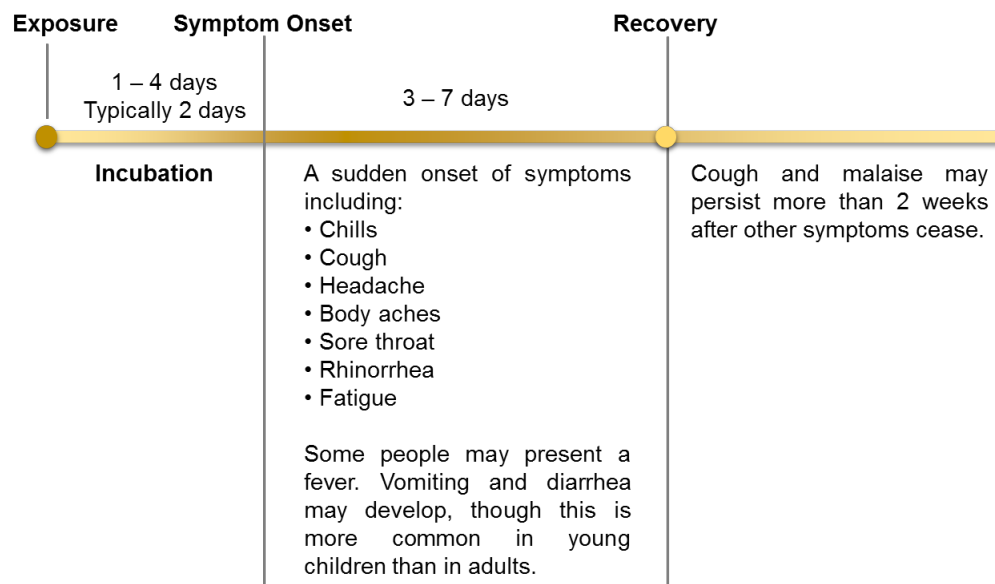 Exposure
Symptom Onset
Recovery
1 – 4 days
Typically 2 days
3 – 7 days
Incubation
A sudden onset of symptoms
including:
• Chills
• Cough
• Headache
• Body aches
• Sore throat
• Rhinorrhea
• Fatigue
Some people may present a
fever. Vomiting and diarrhea
may develop, though this is
more common in young
children than in adults.
Cough and malaise may
persist more than 2 weeks
after other symptoms cease.